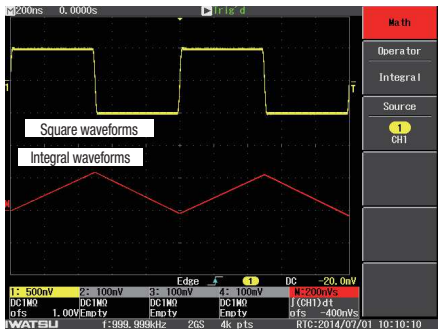 M200ns 0.0000s Trig'd
Math
Operator
Integral
Source
1
CH1
1
T
Square waveforms
Integral waveforms
M
Edge 1 DC -20.0mV
1: 500mV 2: 100mV 3: 100mV 4: 100mV M:200nVs
DC1MΩ DC1MΩ DC1MΩ DC1MΩ ∫(CH1)dt
ofs 1.00V Empty Empty Empty ofs -400nVs
IWATSU f:999.999kHz 2GS 4k pts RTC:2014/07/01 10:10:10